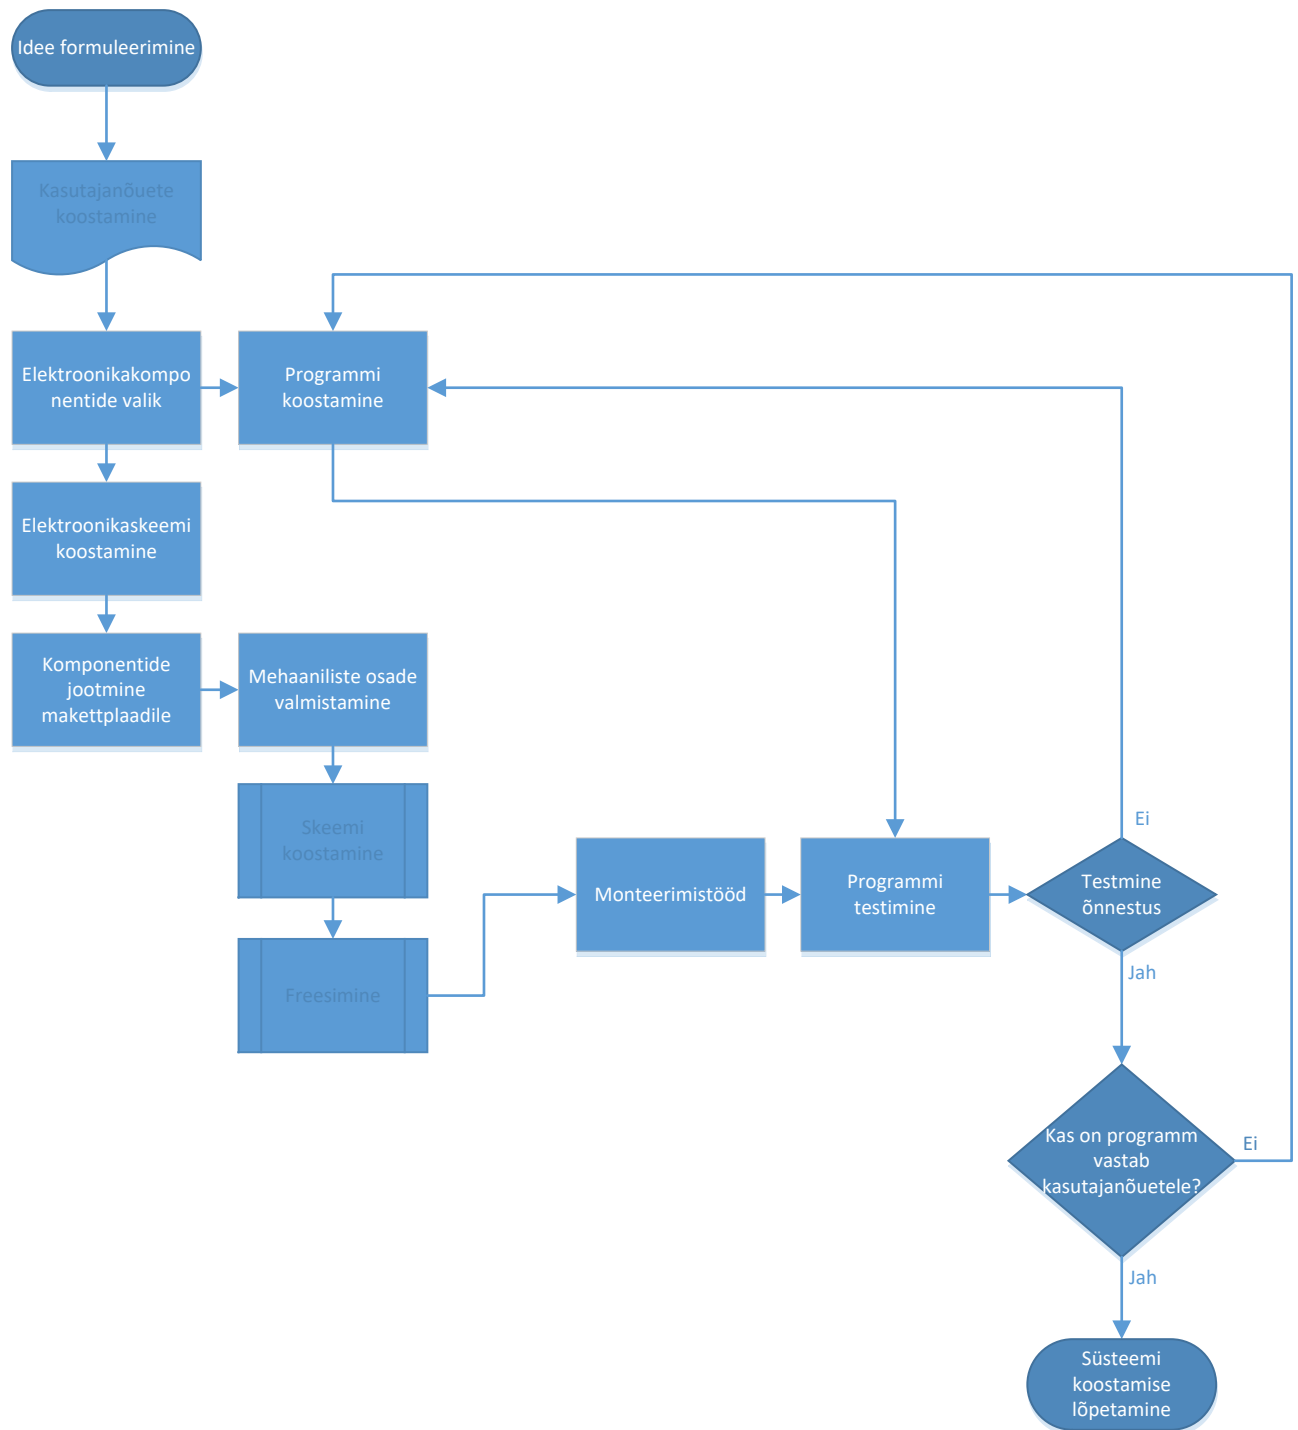 Idee formuleerimine
Kasutajanõuete
koostamine
Elektroonikakompo
nentide valik
Programmi
koostamine
Elektroonikaskeemi
koostamine
Komponentide
jootmine
makettplaadile
Mehaaniliste osade
valmistamine
Skeemi
koostamine
Freesimine
Monteerimistööd
Programmi
testimine
Ei
Testmine
õnnestus
Jah
Kas on programm
vastab
kasutajanõuetele?
Ei
Jah
Süsteemi
koostamise
lõpetamine